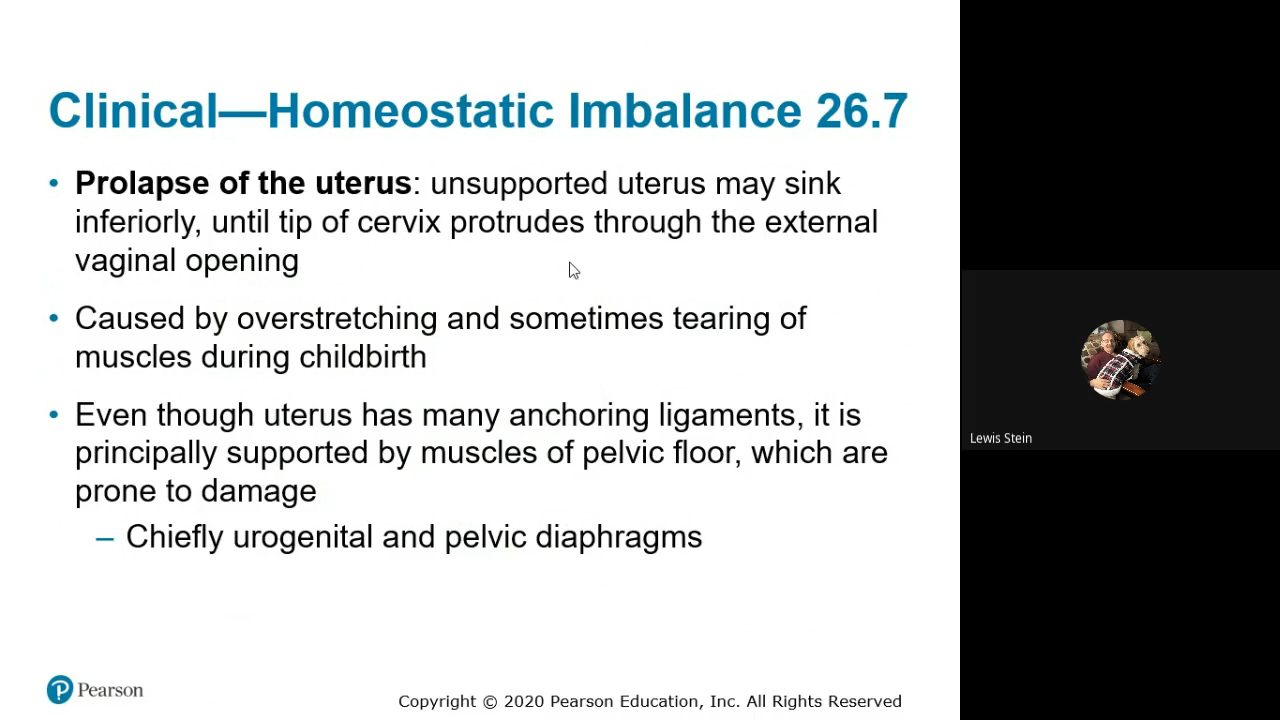 Clinical—Homeostatic Imbalance 26.7
• Prolapse of the uterus: unsupported uterus may sink
inferiorly, until tip of cervix protrudes through the external
vaginal opening
• Caused by overstretching and sometimes tearing of
muscles during childbirth
• Even though uterus has many anchoring ligaments, it is
principally supported by muscles of pelvic floor, which are
prone to damage
– Chiefly urogenital and pelvic diaphragms
Pearson
Copyright © 2020 Pearson Education, Inc. All Rights Reserved
Lewis Stein